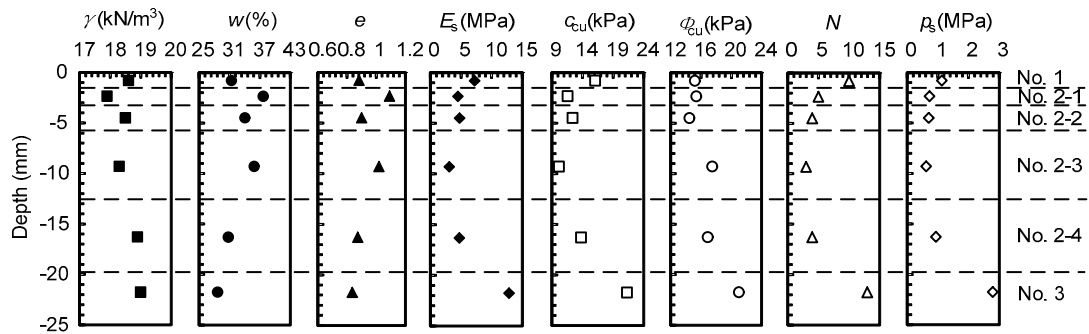 γ(kN/m³) w(%) e Eₛ(MPa) c_cu(kPa) Φ_cu(kPa) N pₛ(MPa)
17 18 19 20 25 31 37 43 0.6 0.8 1 1.2 0 5 10 15 9 14 19 24 12 16 20 24 0 5 10 15 0 1 2 3
0 No. 1
No. 2-1
-5 No. 2-2
-10 No. 2-3
-15
No. 2-4
-20
No. 3
-25
Depth (mm)